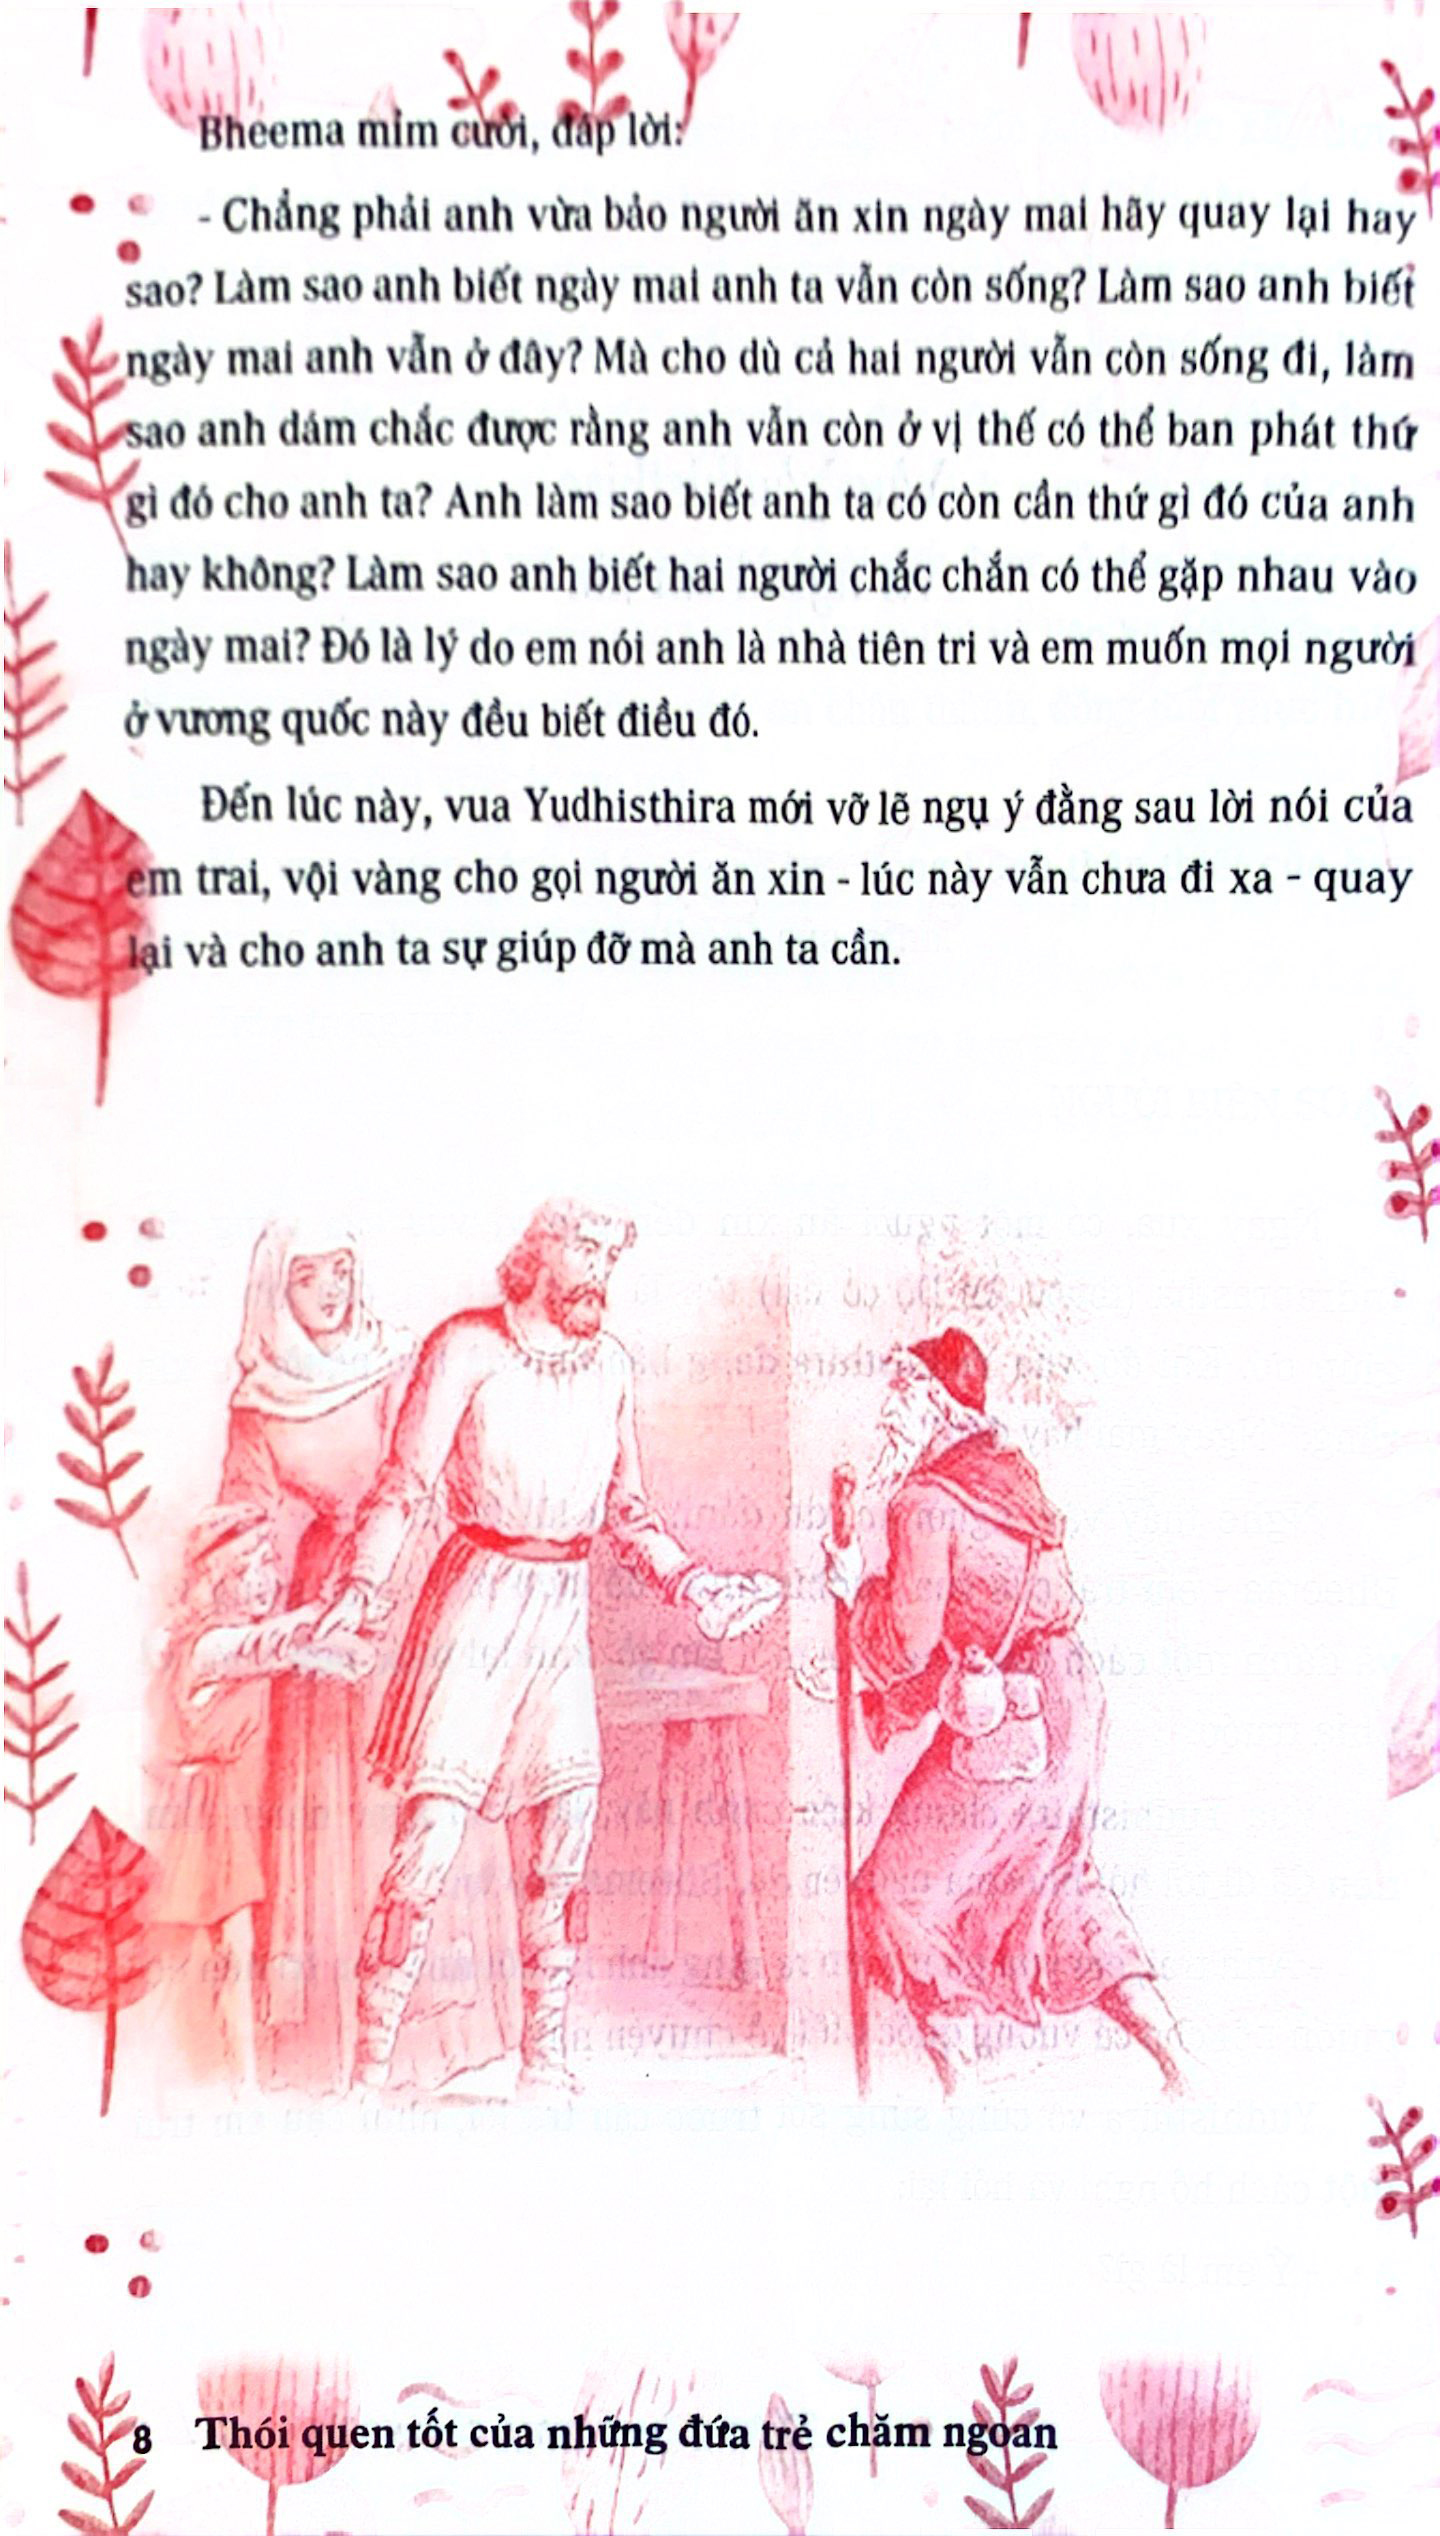 Bheema mỉm cười, đáp lời:
- Chẳng phải anh vừa bảo người ăn xin ngày mai hãy quay lại hay
sao? Làm sao anh biết ngày mai anh ta vẫn còn sống? Làm sao anh biết
ngày mai anh vẫn ở đây? Mà cho dù cả hai người vẫn còn sống đi, làm
sao anh dám chắc được rằng anh vẫn còn ở vị thế có thể ban phát thứ
gì đó cho anh ta? Anh làm sao biết anh ta có còn cần thứ gì đó của anh
hay không? Làm sao anh biết hai người chắc chắn có thể gặp nhau vào
ngày mai? Đó là lý do em nói anh là nhà tiên tri và em muốn mọi người
ở vương quốc này đều biết điều đó.
Đến lúc này, vua Yudhisthira mới vỡ lẽ ngụ ý đằng sau lời nói của
em trai, vội vàng cho gọi người ăn xin - lúc này vẫn chưa đi xa - quay
lại và cho anh ta sự giúp đỡ mà anh ta cần.
8 Thói quen tốt của những đứa trẻ chăm ngoan